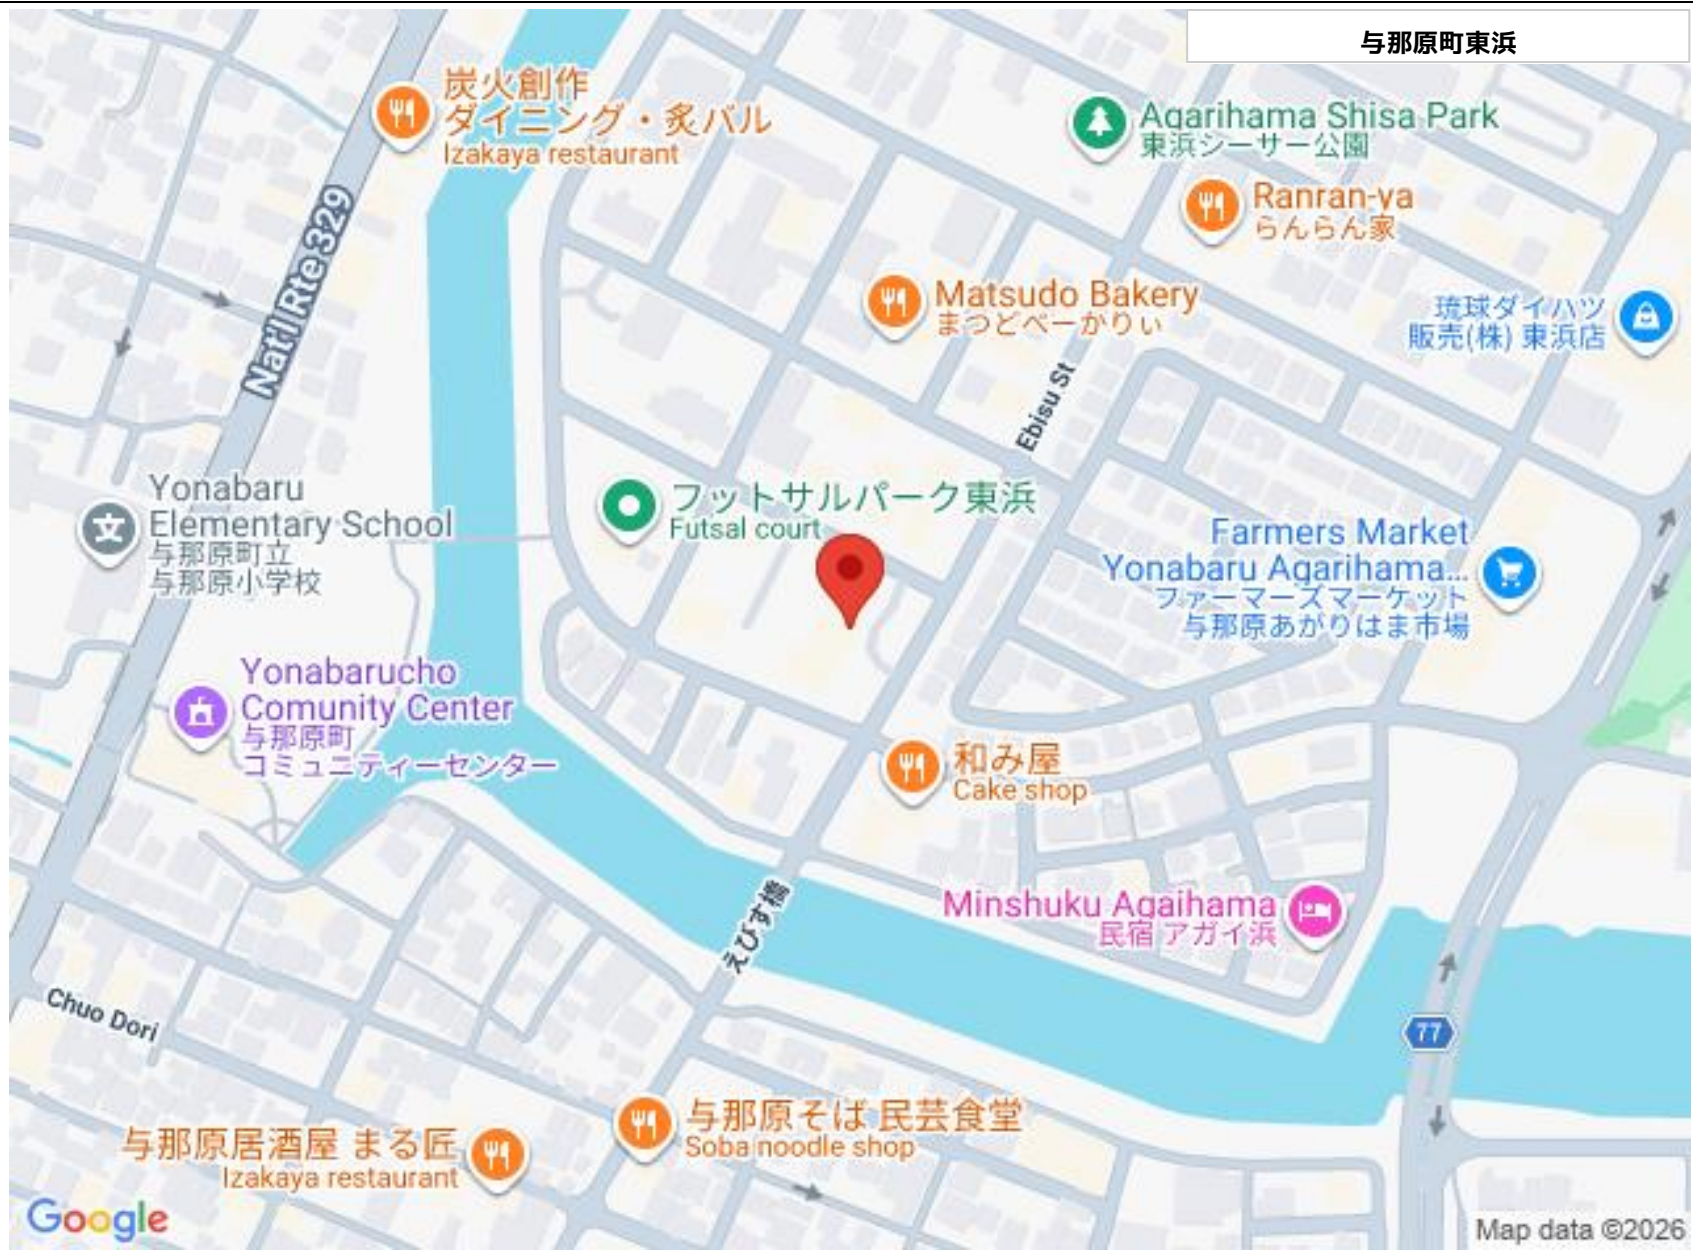 与那原町東浜
炭火創作
ダイニング・炙バル
Izakaya restaurant
Agarihama Shisa Park
東浜シーサー公園
Ranran-ya
らんらん家
Nat'l Rte 329
Matsudo Bakery
まつどべーかりぃ
琉球ダイハツ
販売(株) 東浜店
Ebisu St
Yonabaru
Elementary School
与那原町立
与那原小学校
フットサルパーク東浜
Futsal court
Farmers Market
Yonabaru Agarihama...
ファーマーズマーケット
与那原あがりはま市場
Yonabarucho
Comunity Center
与那原町
コミュニティーセンター
和み屋
Cake shop
えびす橋
Minshuku Agaihama
民宿 アガイ浜
Chuo Dori
77
与那原そば 民芸食堂
Soba noodle shop
与那原居酒屋 まる匠
Izakaya restaurant
Google
Map data ©2026